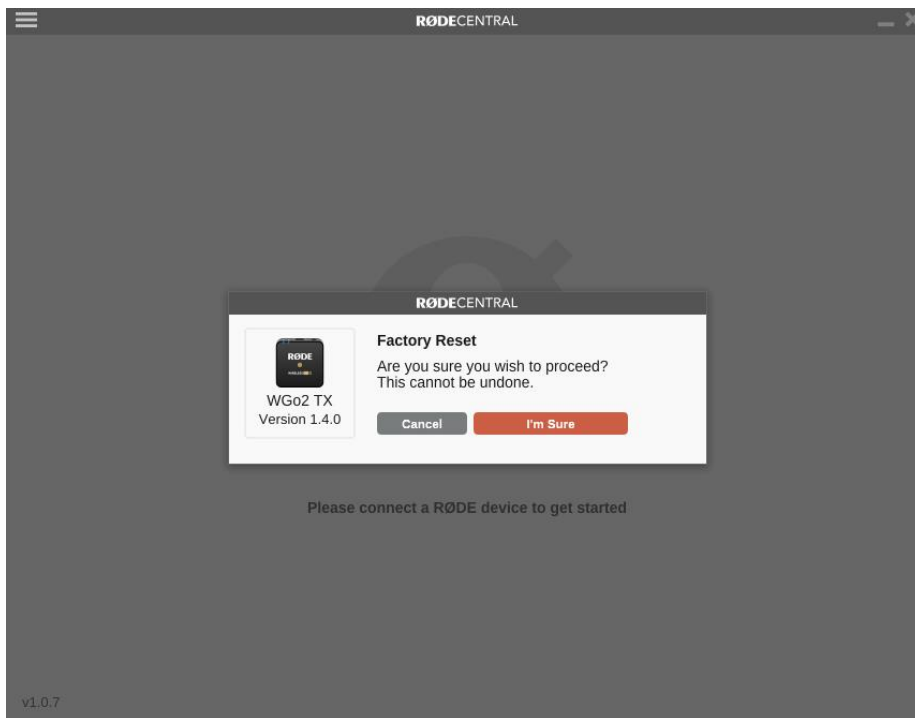 RØDECENTRAL
RØDECENTRAL
Factory Reset
Are you sure you wish to proceed?
This cannot be undone.
RØDE
WGo2 TX
Version 1.4.0
Cancel
I'm Sure
Please connect a RØDE device to get started
v1.0.7